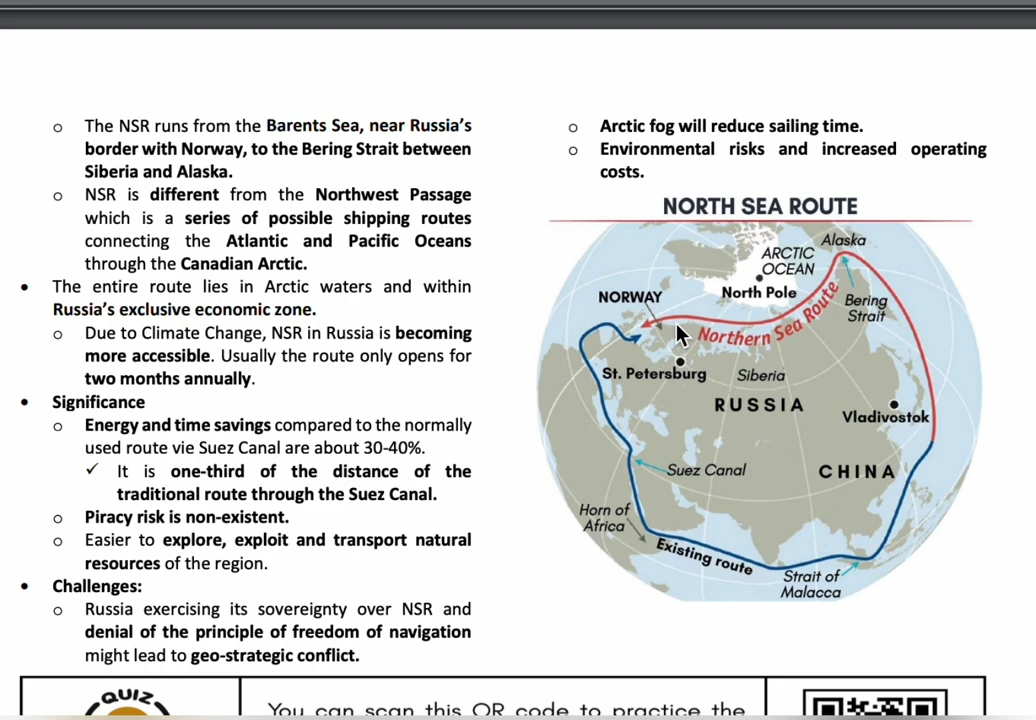 o The NSR runs from the Barents Sea, near Russia's
border with Norway, to the Bering Strait between
Siberia and Alaska.
o NSR is different from the Northwest Passage
which is a series of possible shipping routes
connecting the Atlantic and Pacific Oceans
through the Canadian Arctic.
• The entire route lies in Arctic waters and within
Russia's exclusive economic zone.
o Due to Climate Change, NSR in Russia is becoming
more accessible. Usually the route only opens for
two months annually.
• Significance
o Energy and time savings compared to the normally
used route vie Suez Canal are about 30-40%.
✓ It is one-third of the distance of the
traditional route through the Suez Canal.
o Piracy risk is non-existent.
o Easier to explore, exploit and transport natural
resources of the region.
• Challenges:
o Russia exercising its sovereignty over NSR and
denial of the principle of freedom of navigation
might lead to geo-strategic conflict.
o Arctic fog will reduce sailing time.
o Environmental risks and increased operating
costs.
NORTH SEA ROUTE
Alaska
ARCTIC
OCEAN
North Pole
NORWAY
Bering
Strait
Northern Sea Route
St. Petersburg
Siberia
RUSSIA
Vladivostok
Suez Canal
CHINA
Horn of
Africa
Existing route
Strait of
Malacca
QUIZ
You can scan this QR code to practice the